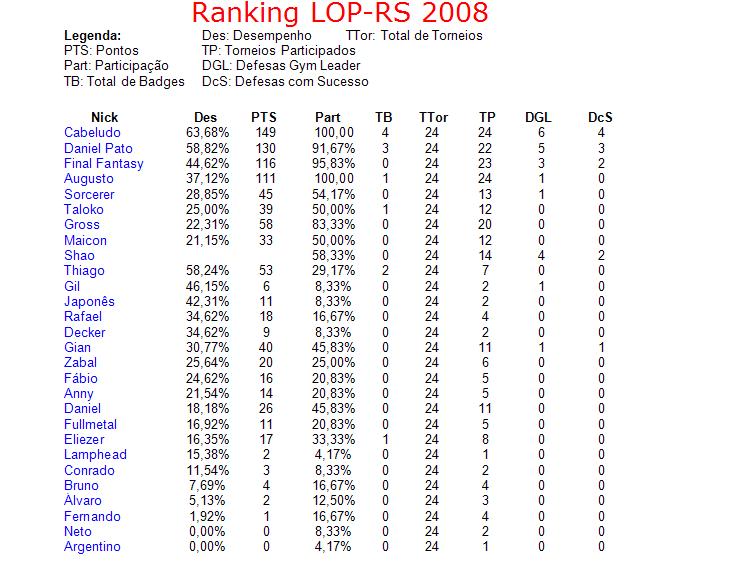 Ranking LOP-RS 2008
Legenda: Des: Desempenho TTor: Total de Torneios
PTS: Pontos TP: Torneios Participados
Part: Participação DGL: Defesas Gym Leader
TB: Total de Badges DcS: Defesas com Sucesso
Nick Des PTS Part TB TTor TP DGL DcS
Cabeludo 63,68% 149 100,00 4 24 24 6 4
Daniel Pato 58,82% 130 91,67% 3 24 22 5 3
Final Fantasy 44,62% 116 95,83% 0 24 23 3 2
Augusto 37,12% 111 100,00 1 24 24 1 0
Sorcerer 28,85% 45 54,17% 0 24 13 1 0
Taloko 25,00% 39 50,00% 1 24 12 0 0
Gross 22,31% 58 83,33% 0 24 20 0 0
Maicon 21,15% 33 50,00% 0 24 12 0 0
Shao 58,33% 0 24 14 4 2
Thiago 58,24% 53 29,17% 2 24 7 0 0
Gil 46,15% 6 8,33% 0 24 2 1 0
Japonês 42,31% 11 8,33% 0 24 2 0 0
Rafael 34,62% 18 16,67% 0 24 4 0 0
Decker 34,62% 9 8,33% 0 24 2 0 0
Gian 30,77% 40 45,83% 0 24 11 1 1
Zabal 25,64% 20 25,00% 0 24 6 0 0
Fábio 24,62% 16 20,83% 0 24 5 0 0
Anny 21,54% 14 20,83% 0 24 5 0 0
Daniel 18,18% 26 45,83% 0 24 11 0 0
Fullmetal 16,92% 11 20,83% 0 24 5 0 0
Eliezer 16,35% 17 33,33% 1 24 8 0 0
Lamphead 15,38% 2 4,17% 0 24 1 0 0
Conrado 11,54% 3 8,33% 0 24 2 0 0
Bruno 7,69% 4 16,67% 0 24 4 0 0
Álvaro 5,13% 2 12,50% 0 24 3 0 0
Fernando 1,92% 1 16,67% 0 24 4 0 0
Neto 0,00% 0 8,33% 0 24 2 0 0
Argentino 0,00% 0 4,17% 0 24 1 0 0